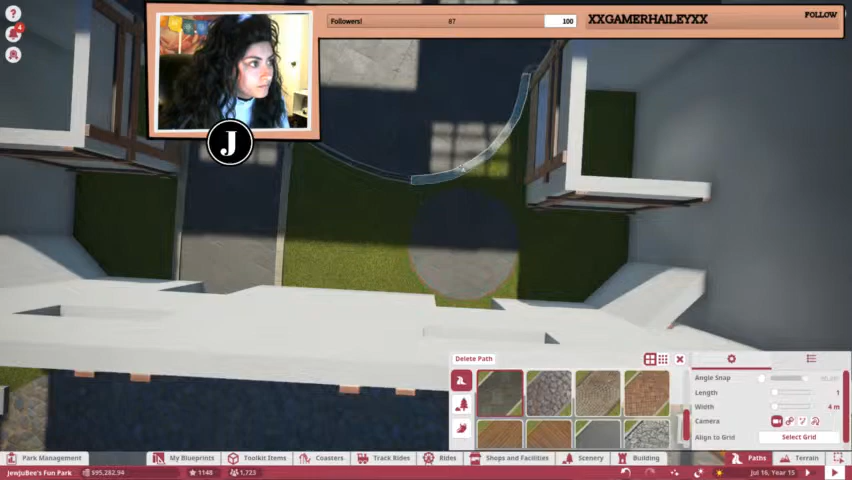 ?
4
Followers!
87
100
XXGAMERHAILEYXX
FOLLOW
J
Delete Path
Angle Snap
Length
1
Width
4 m
Camera
Align to Grid
Select Grid
Park Management
My Blueprints
Toolkit Items
Coasters
Track Rides
Rides
Shops and Facilities
Scenery
Building
Paths
Terrain
JewjuBee's Fun Park
$95,282.94
1148
1,723
Jul 16, Year 15